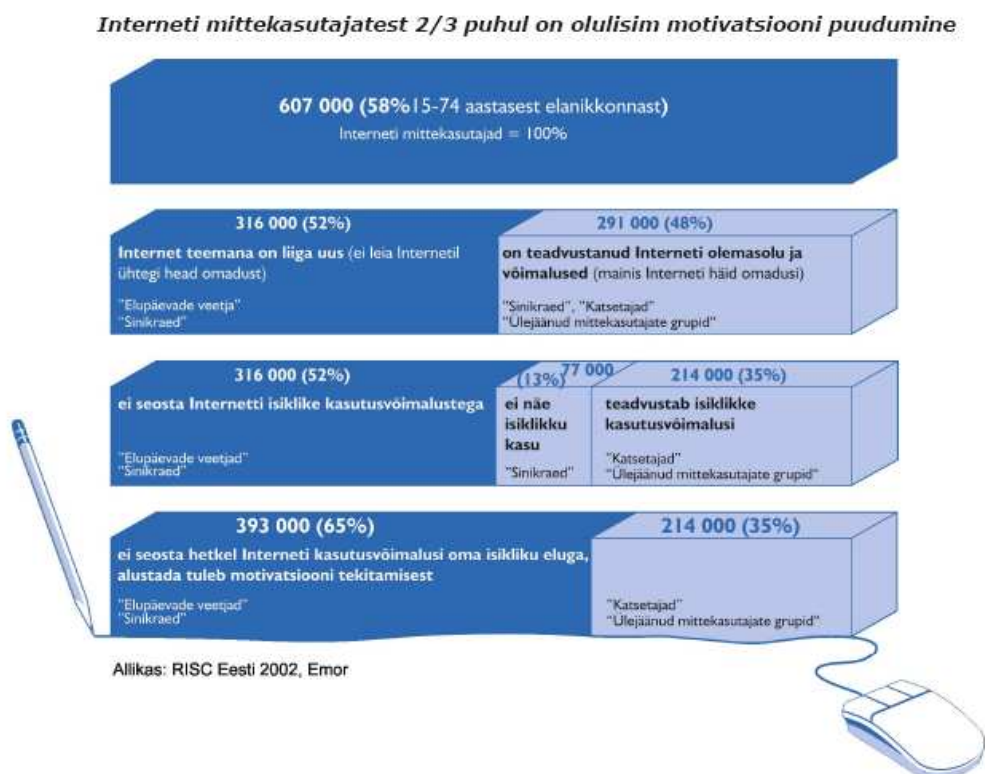 Interneti mittekasutajatest 2/3 puhul on olulisim motivatsiooni puudumine
607 000 (58%15-74 aastasest elanikkonnast)
Interneti mittekasutajad = 100%
316 000 (52%)
Internet teemana on liiga uus (ei leia Internetil
ühtegi head omadust)
"Elupäevade veetja"
"Sinikraed"
291 000 (48%)
on teadvustanud Interneti olemasolu ja
võimalused (mainis Interneti häid omadusi)
"Sinikraed", "Katsetajad"
"Ülejäänud mittekasutajate grupid"
316 000 (52%)
ei seosta Internetti isiklike kasutusvõimalustega
"Elupäevade veetjad"
"Sinikraed"
77 000
(13%)
ei näe
isiklikku
kasu
"Sinikraed"
214 000 (35%)
teadvustab isiklikke
kasutusvõimalusi
"Katsetajad"
"Ülejäänud mittekasutajate grupid"
393 000 (65%)
ei seosta hetkel Interneti kasutusvõimalusi oma isikliku eluga,
alustada tuleb motivatsiooni tekitamisest
"Elupäevade veetjad"
"Sinikraed"
214 000 (35%)
"Katsetajad"
"Ülejäänud mittekasutajate grupid"
Allikas: RISC Eesti 2002, Emor